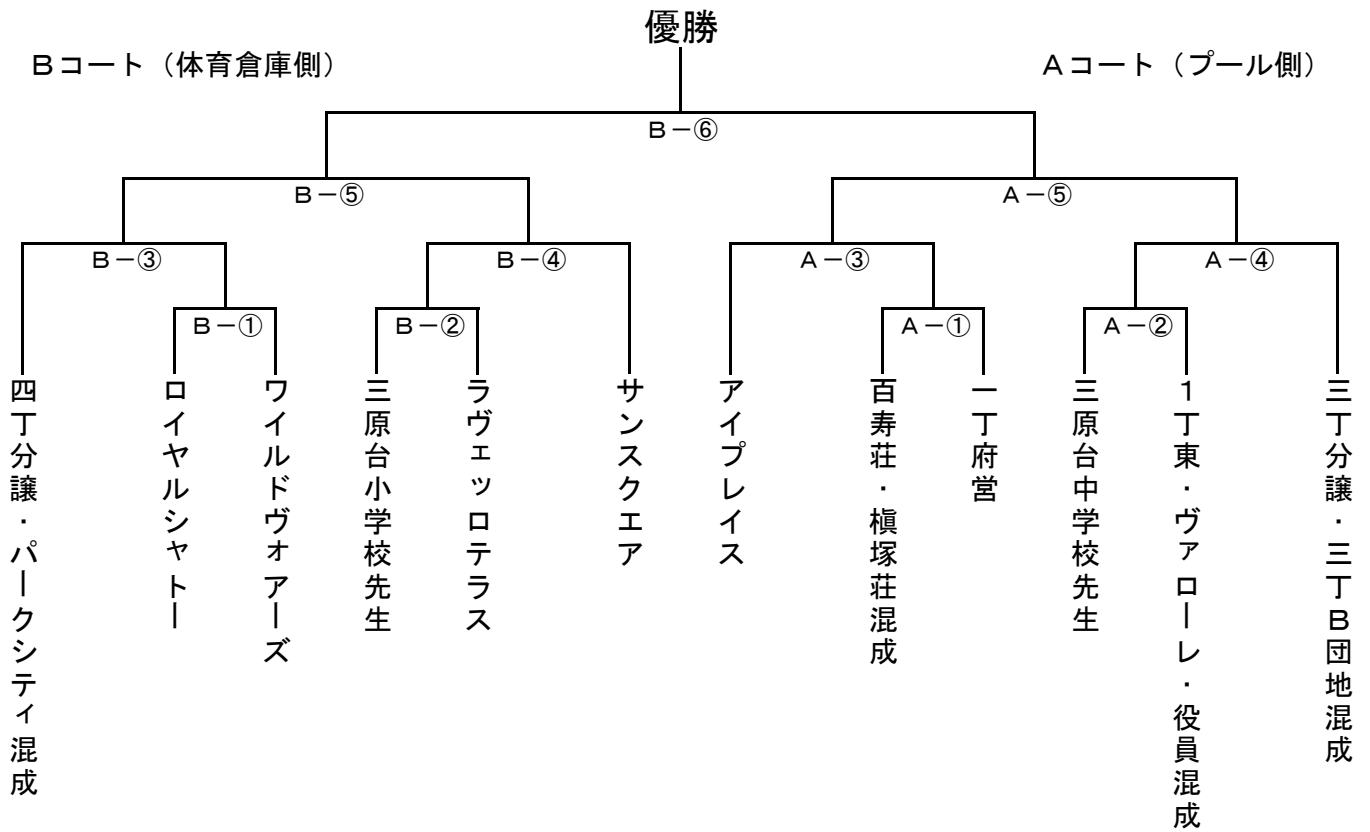 優勝
Bコート（体育倉庫側）
Aコート（プール側）
B－⑥
B－⑤
A－⑤
B－③
B－④
A－③
A－④
B－①
B－②
A－①
A－②
四丁分譲・パークシティ混成
ロイヤルシャトー
ワイルドヴォアーズ
三原台小学校先生
ラヴェッロテラス
サンスクエア
アイプレイス
百寿荘・槇塚荘混成
一丁府営
三原台中学校先生
1丁東・ヴァローレ・役員混成
三丁分譲・三丁B団地混成